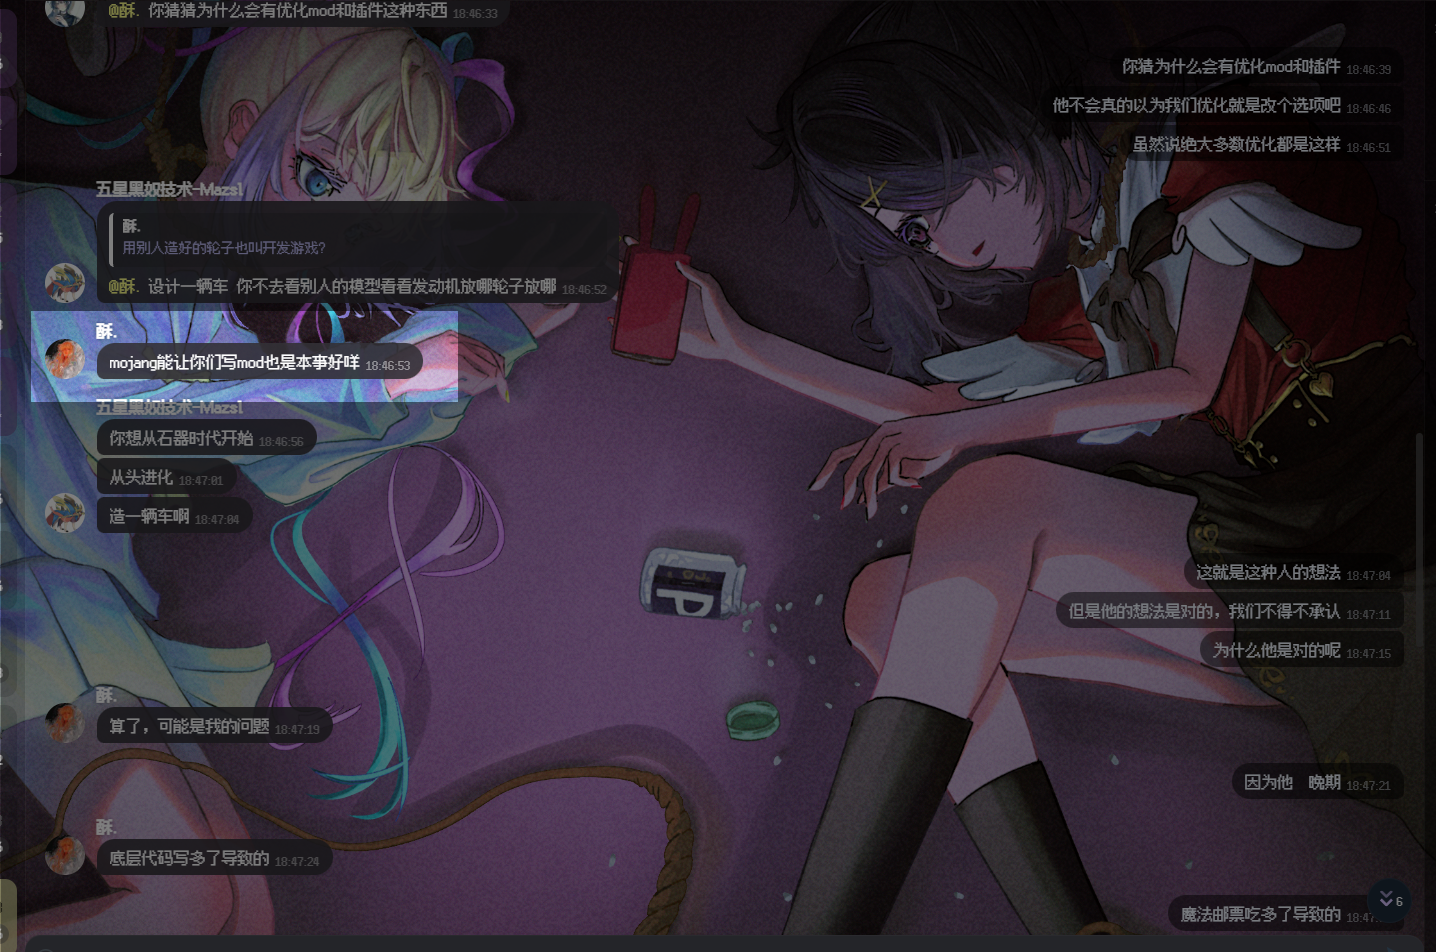 @酥. 你猜猜为什么会有优化mod和插件这种东西 18:46:33
你猜为什么会有优化mod和插件 18:46:39
他不会真的以为我们优化就是改个选项吧 18:46:46
虽然说绝大多数优化都是这样 18:46:51
五星黑奴技术-Mazsl
酥.
用别人造好的轮子也叫开发游戏?
@酥. 设计一辆车 你不去看别人的模型看看发动机放哪轮子放哪 18:46:52
酥.
mojang能让你们写mod也是本事好咩 18:46:53
五星黑奴技术-Mazsl
你想从石器时代开始 18:46:56
从头进化 18:47:01
造一辆车啊 18:47:04
这就是这种人的想法 18:47:04
但是他的想法是对的，我们不得不承认 18:47:11
为什么他是对的呢 18:47:15
酥.
算了，可能是我的问题 18:47:19
因为他 晚期 18:47:21
酥.
底层代码写多了导致的 18:47:24
魔法邮票吃多了导致的 18:47
6